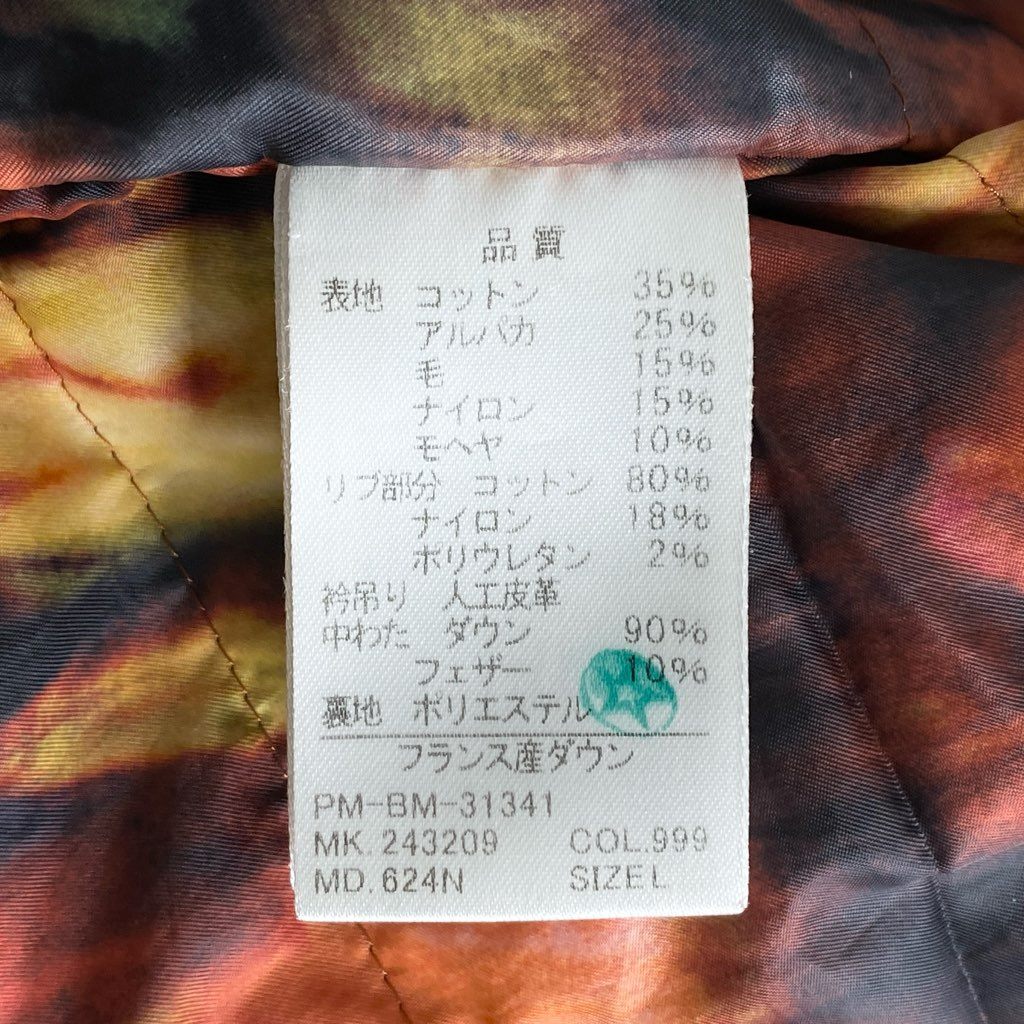 品質
表地 コットン 35%
アルパカ 25%
毛 15%
ナイロン 15%
モヘヤ 10%
リブ部分 コットン 80%
ナイロン 18%
ポリウレタン 2%
衿吊り 人工皮革
中わた ダウン 90%
フェザー 10%
裏地 ポリエステル
フランス産ダウン
PM-BM-31341
MK.243209 COL.999
MD.624N SIZE L